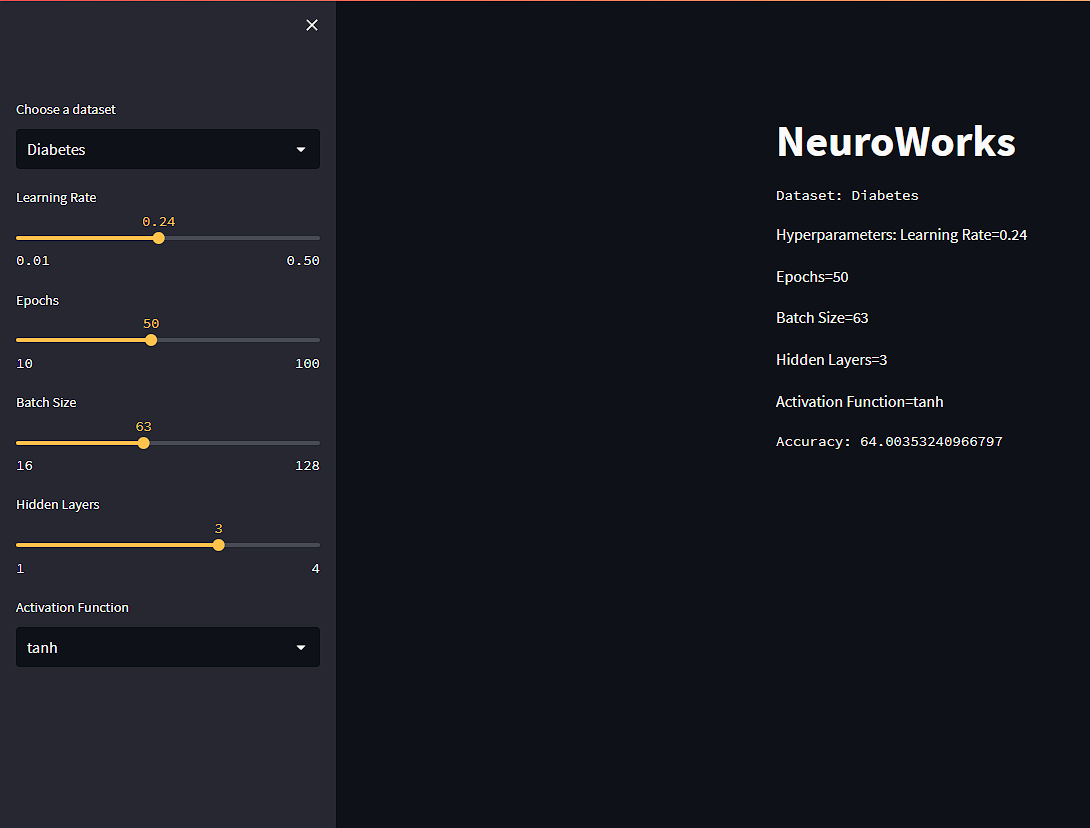 Choose a dataset
Diabetes
Learning Rate
0.24
0.01 0.50
Epochs
50
10 100
Batch Size
63
16 128
Hidden Layers
3
1 4
Activation Function
tanh
NeuroWorks
Dataset: Diabetes
Hyperparameters: Learning Rate=0.24
Epochs=50
Batch Size=63
Hidden Layers=3
Activation Function=tanh
Accuracy: 64.00353240966797